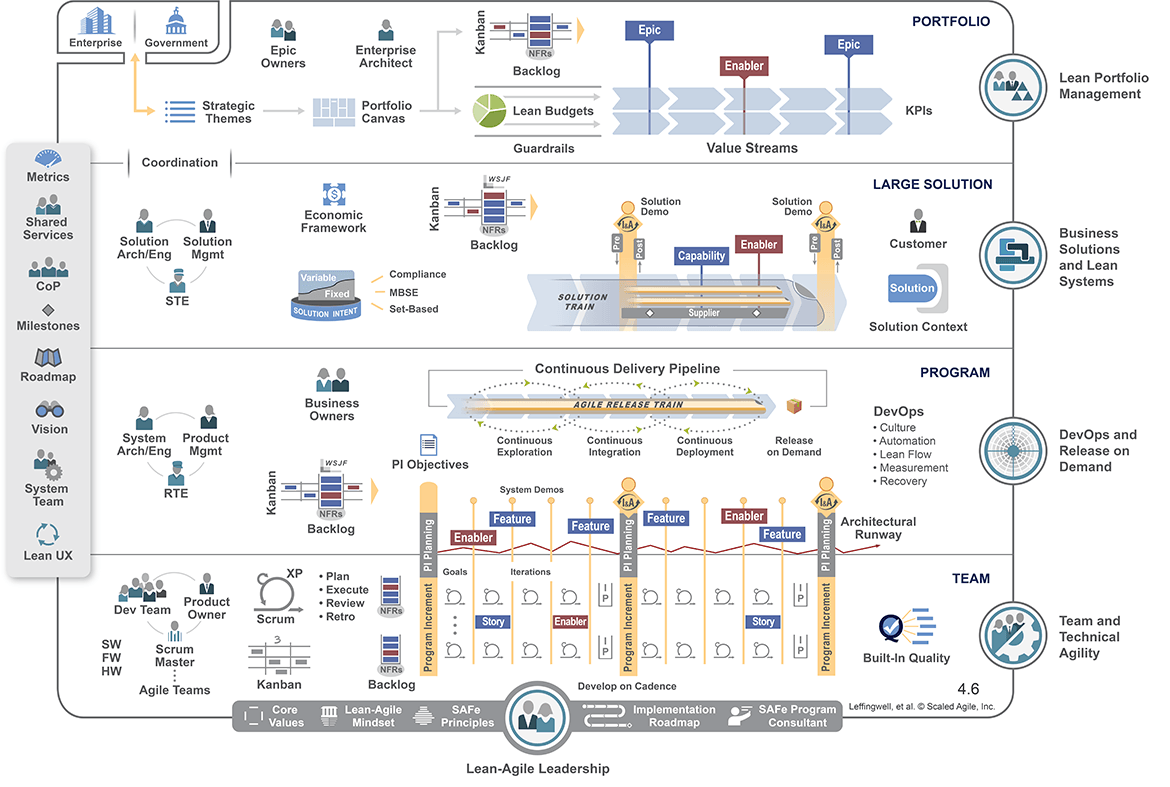 Enterprise
Government
Epic
Owners
Enterprise
Architect
Kanban
NFRs
Backlog
Epic
Enabler
Epic
PORTFOLIO
Lean Portfolio
Management
Strategic
Themes
Portfolio
Canvas
Lean Budgets
Guardrails
Value Streams
KPIs
Coordination
Metrics
Shared
Services
CoP
Milestones
Roadmap
Vision
System
Team
Lean UX
LARGE SOLUTION
Solution
Arch/Eng
Solution
Mgmt
STE
Economic
Framework
Kanban
WSJF
NFRs
Backlog
Variable
Fixed
SOLUTION INTENT
Compliance
MBSE
Set-Based
Solution
Demo
I&A
Pre
Post
Capability
Enabler
Solution
Demo
I&A
Pre
Post
SOLUTION
TRAIN
Supplier
Customer
Solution
Solution Context
Business
Solutions
and Lean
Systems
PROGRAM
Business
Owners
Continuous Delivery Pipeline
AGILE RELEASE TRAIN
Continuous
Exploration
Continuous
Integration
Continuous
Deployment
Release
on Demand
DevOps
• Culture
• Automation
• Lean Flow
• Measurement
• Recovery
DevOps and
Release on
Demand
System
Arch/Eng
Product
Mgmt
RTE
Kanban
WSJF
NFRs
Backlog
PI Objectives
System Demos
I&A
I&A
Enabler
Feature
Feature
Feature
Enabler
Feature
PI Planning
PI Planning
PI Planning
Architectural
Runway
TEAM
Dev Team
Product
Owner
Scrum
Master
Agile Teams
SW
FW
HW
XP
Scrum
• Plan
• Execute
• Review
• Retro
3
Kanban
NFRs
NFRs
Backlog
Goals
Iterations
Program Increment
Program Increment
Program Increment
I
P
I
P
I
P
I
P
Story
Enabler
Story
Develop on Cadence
Built-In Quality
Team and
Technical
Agility
4.6
Leffingwell, et al. © Scaled Agile, Inc.
Core
Values
Lean-Agile
Mindset
SAFe
Principles
Implementation
Roadmap
SAFe Program
Consultant
Lean-Agile Leadership